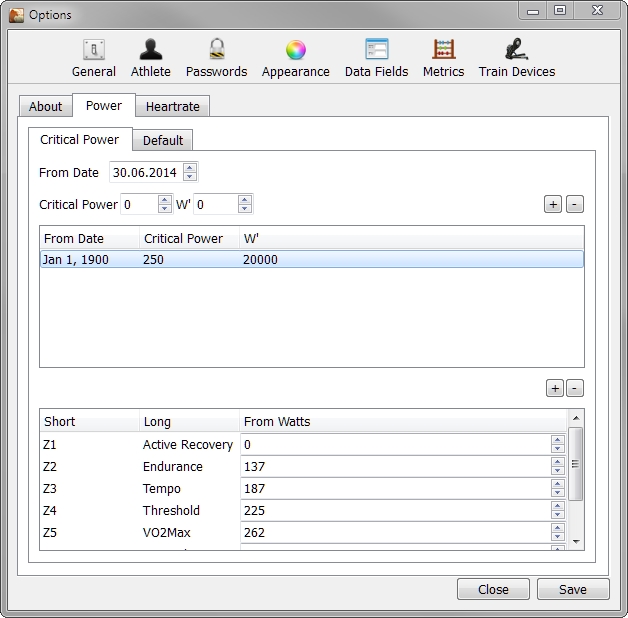 Options
General Athlete Passwords Appearance Data Fields Metrics Train Devices
About Power Heartrate
Critical Power Default
From Date 30.06.2014
Critical Power 0 W' 0 + -
From Date Critical Power W'
Jan 1, 1900 250 20000
+ -
Short Long From Watts
Z1 Active Recovery 0
Z2 Endurance 137
Z3 Tempo 187
Z4 Threshold 225
Z5 VO2Max 262
Close Save